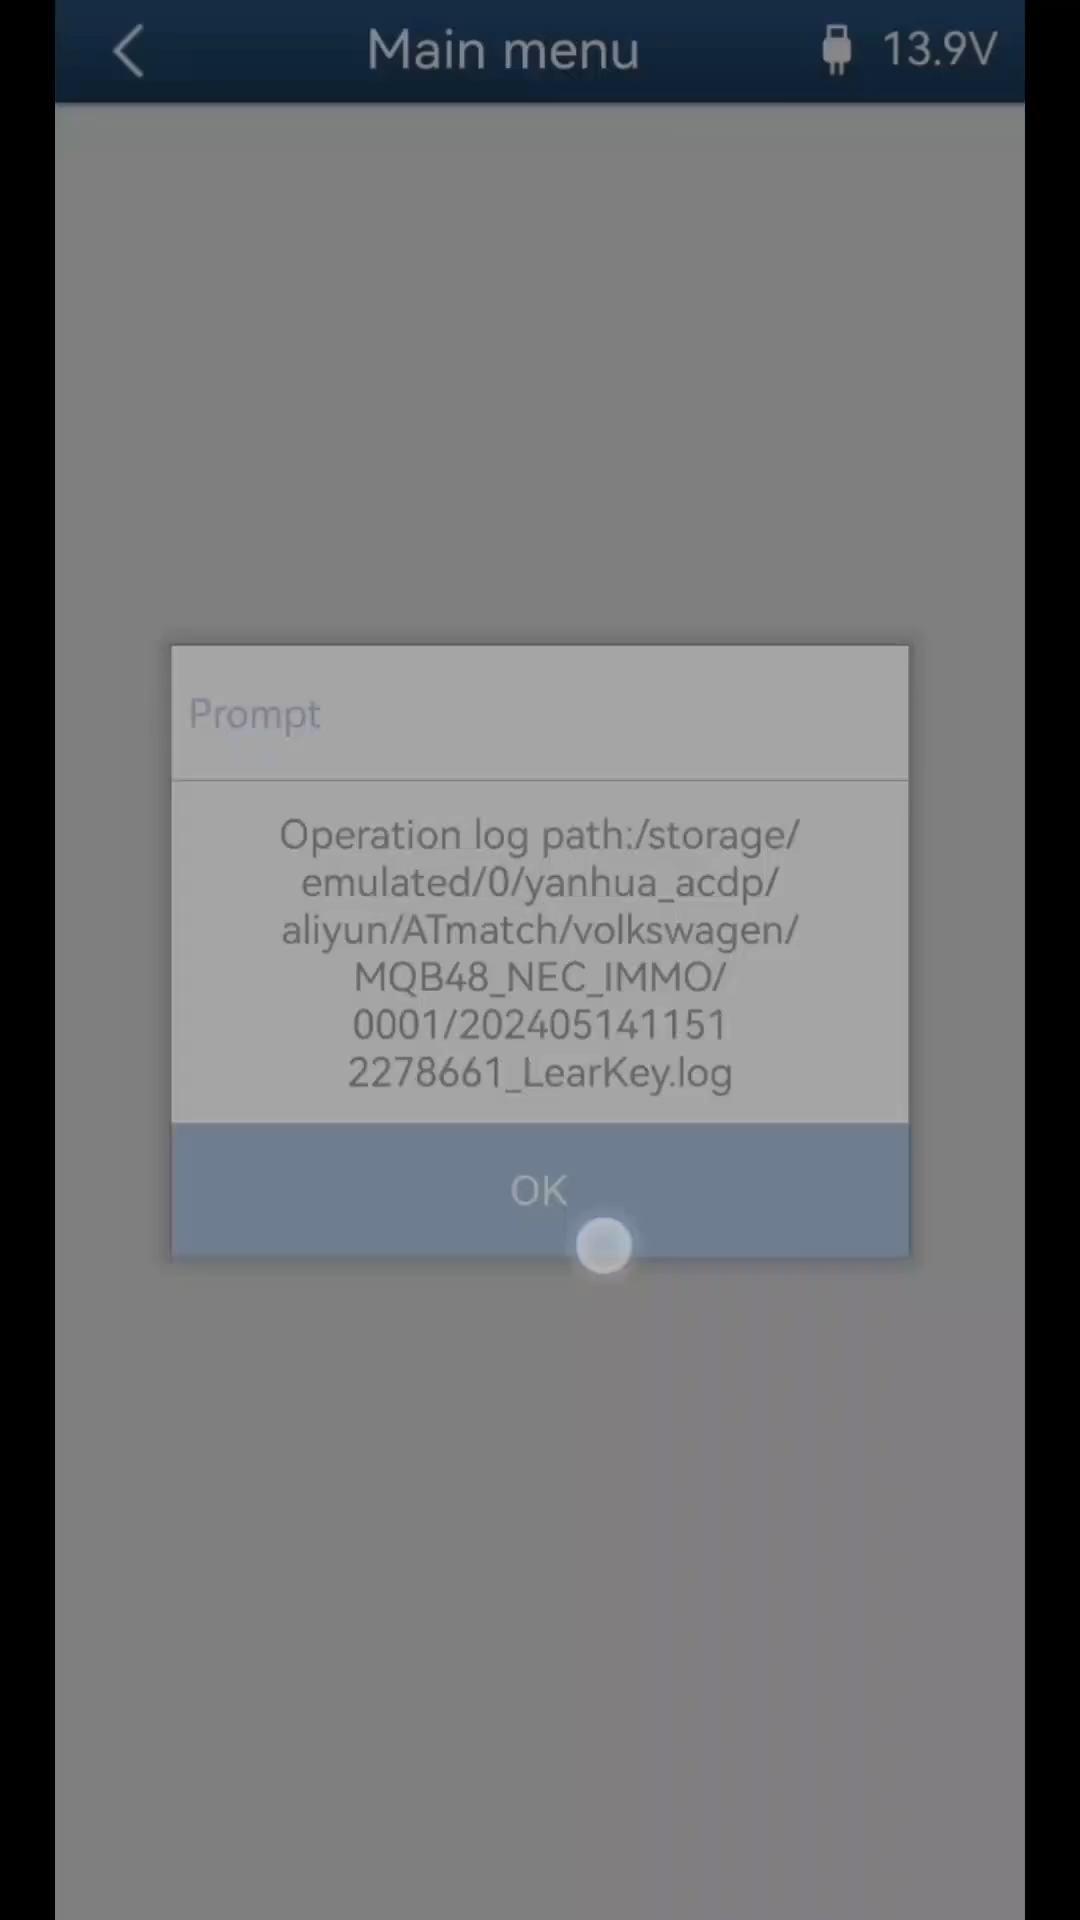 Main menu
13.9V
Prompt
Operation log path:/storage/
emulated/0/yanhua_acdp/
aliyun/ATmatch/volkswagen/
MQB48_NEC_IMMO/
0001/202405141151
2278661_LearKey.log
OK